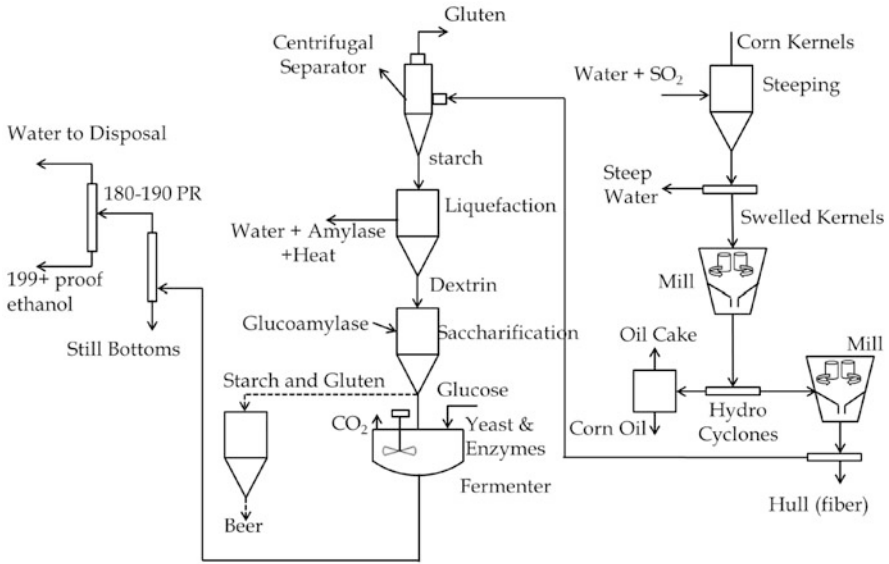 Gluten
Centrifugal
Separator
Corn Kernels
Water + SO₂
Steeping
Water to Disposal
starch
180-190 PR
Steep
Water
Liquefaction
Swelled Kernels
Water + Amylase
+Heat
199+ proof
ethanol
Mill
Dextrin
Glucoamylase
Saccharification
Oil Cake
Mill
Still Bottoms
Starch and Gluten
Glucose
CO₂
Yeast &
Enzymes
Corn Oil
Hydro
Cyclones
Fermenter
Hull (fiber)
Beer